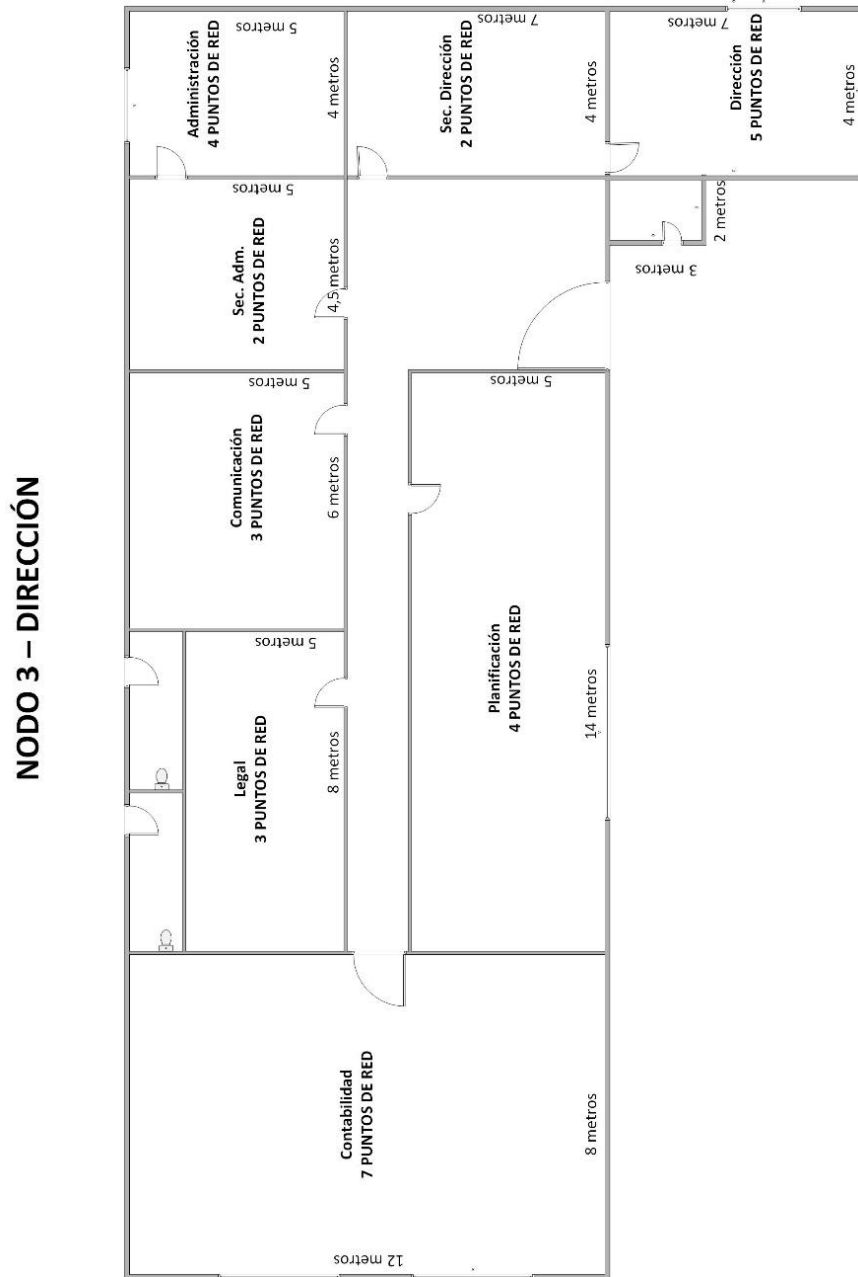 NODO 3 – DIRECCIÓN
Administración
4 PUNTOS DE RED
5 metros
4 metros
Sec. Dirección
2 PUNTOS DE RED
7 metros
4 metros
Dirección
5 PUNTOS DE RED
7 metros
4 metros
Sec. Adm.
2 PUNTOS DE RED
5 metros
4,5 metros
2 metros
3 metros
Comunicación
3 PUNTOS DE RED
5 metros
6 metros
Planificación
4 PUNTOS DE RED
5 metros
14 metros
Legal
3 PUNTOS DE RED
5 metros
8 metros
Contabilidad
7 PUNTOS DE RED
8 metros
12 metros